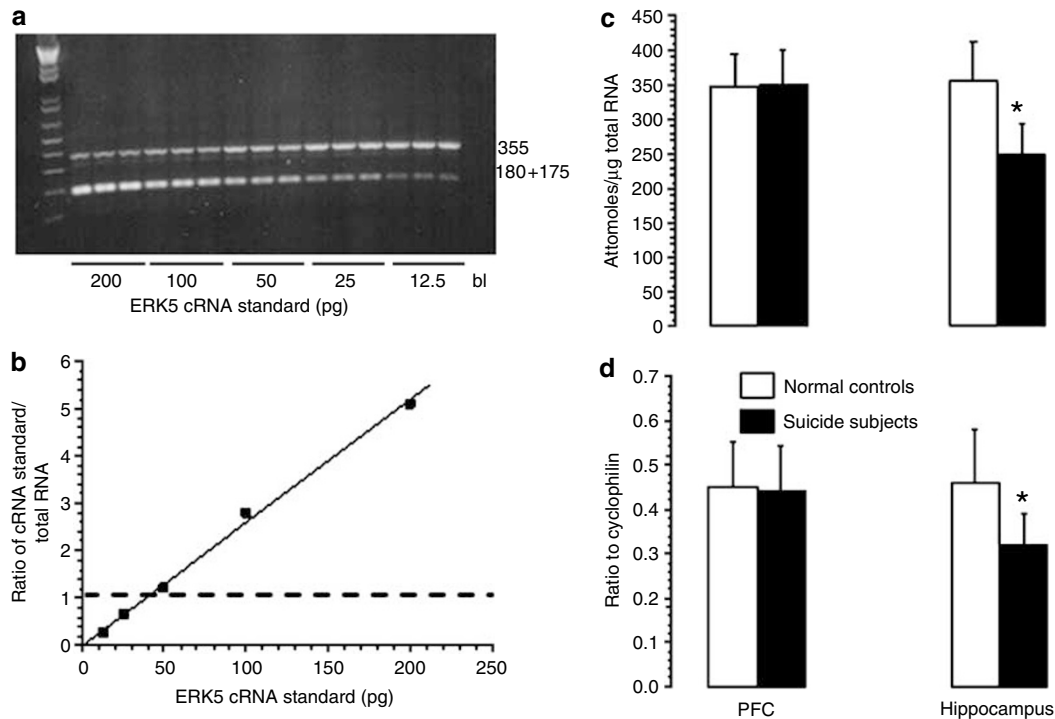 a
355
180+175
200 100 50 25 12.5 bl
ERK5 cRNA standard (pg)
b
Ratio of cRNA standard/
total RNA
6
5
4
3
2
1
0
0 50 100 150 200 250
ERK5 cRNA standard (pg)
c
Attomoles/µg total RNA
450
400
350
300
250
200
150
100
50
0
*
d
Normal controls
Suicide subjects
Ratio to cyclophilin
0.7
0.6
0.5
0.4
0.3
0.2
0.1
0.0
*
PFC Hippocampus